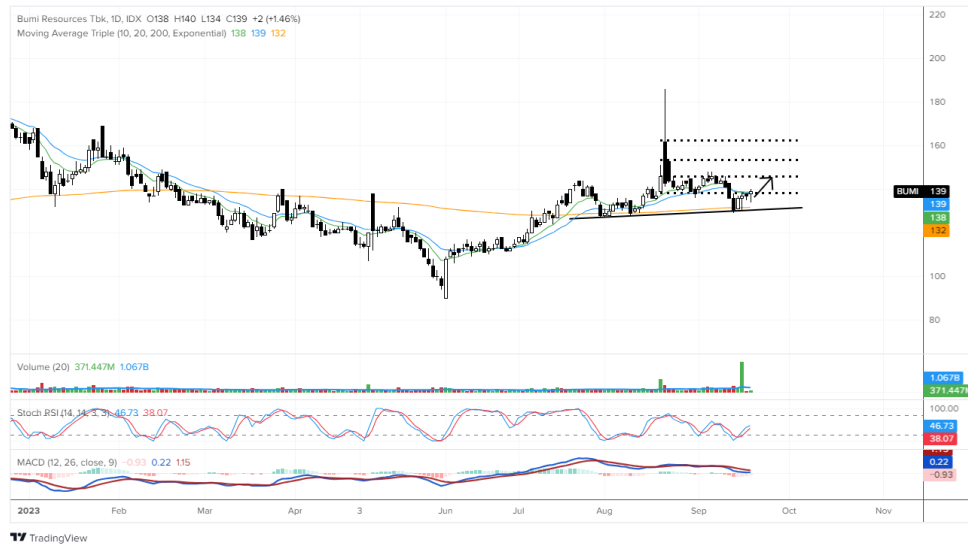 Bumi Resources Tbk, 1D, IDX O138 H140 L134 C139 +2 (+1.46%)
Moving Average Triple (10, 20, 200, Exponential) 138 139 132
220
200
180
160
BUMI 139
139
138
132
100
80
Volume (20) 371.447M 1.067B
1.067B
371.447M
Stoch RSI (14, 14, 3, 3) 46.73 38.07
100.00
46.73
38.07
MACD (12, 26, close, 9) −0.93 0.22 1.15
1.15
0.22
−0.93
2023 Feb Mar Apr 3 Jun Jul Aug Sep Oct Nov
TradingView